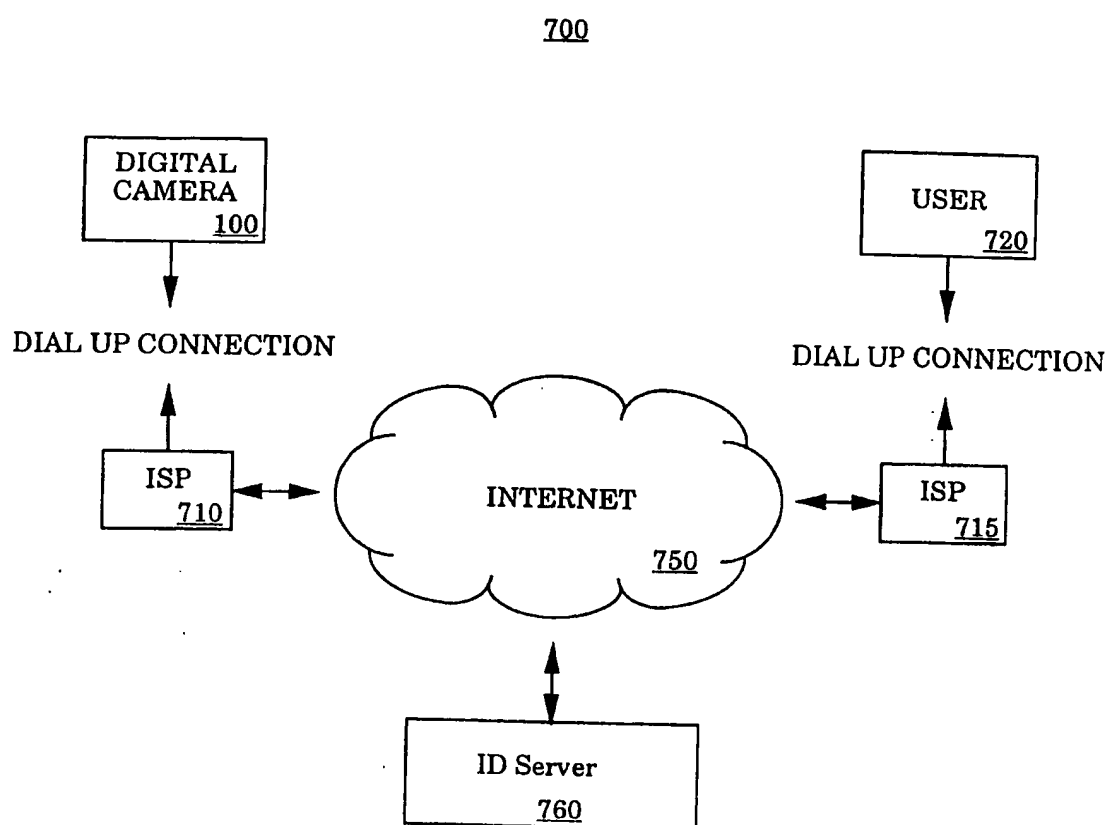 700
DIGITAL
CAMERA
100
USER
720
DIAL UP CONNECTION
DIAL UP CONNECTION
ISP
710
INTERNET
750
ISP
715
ID Server
760